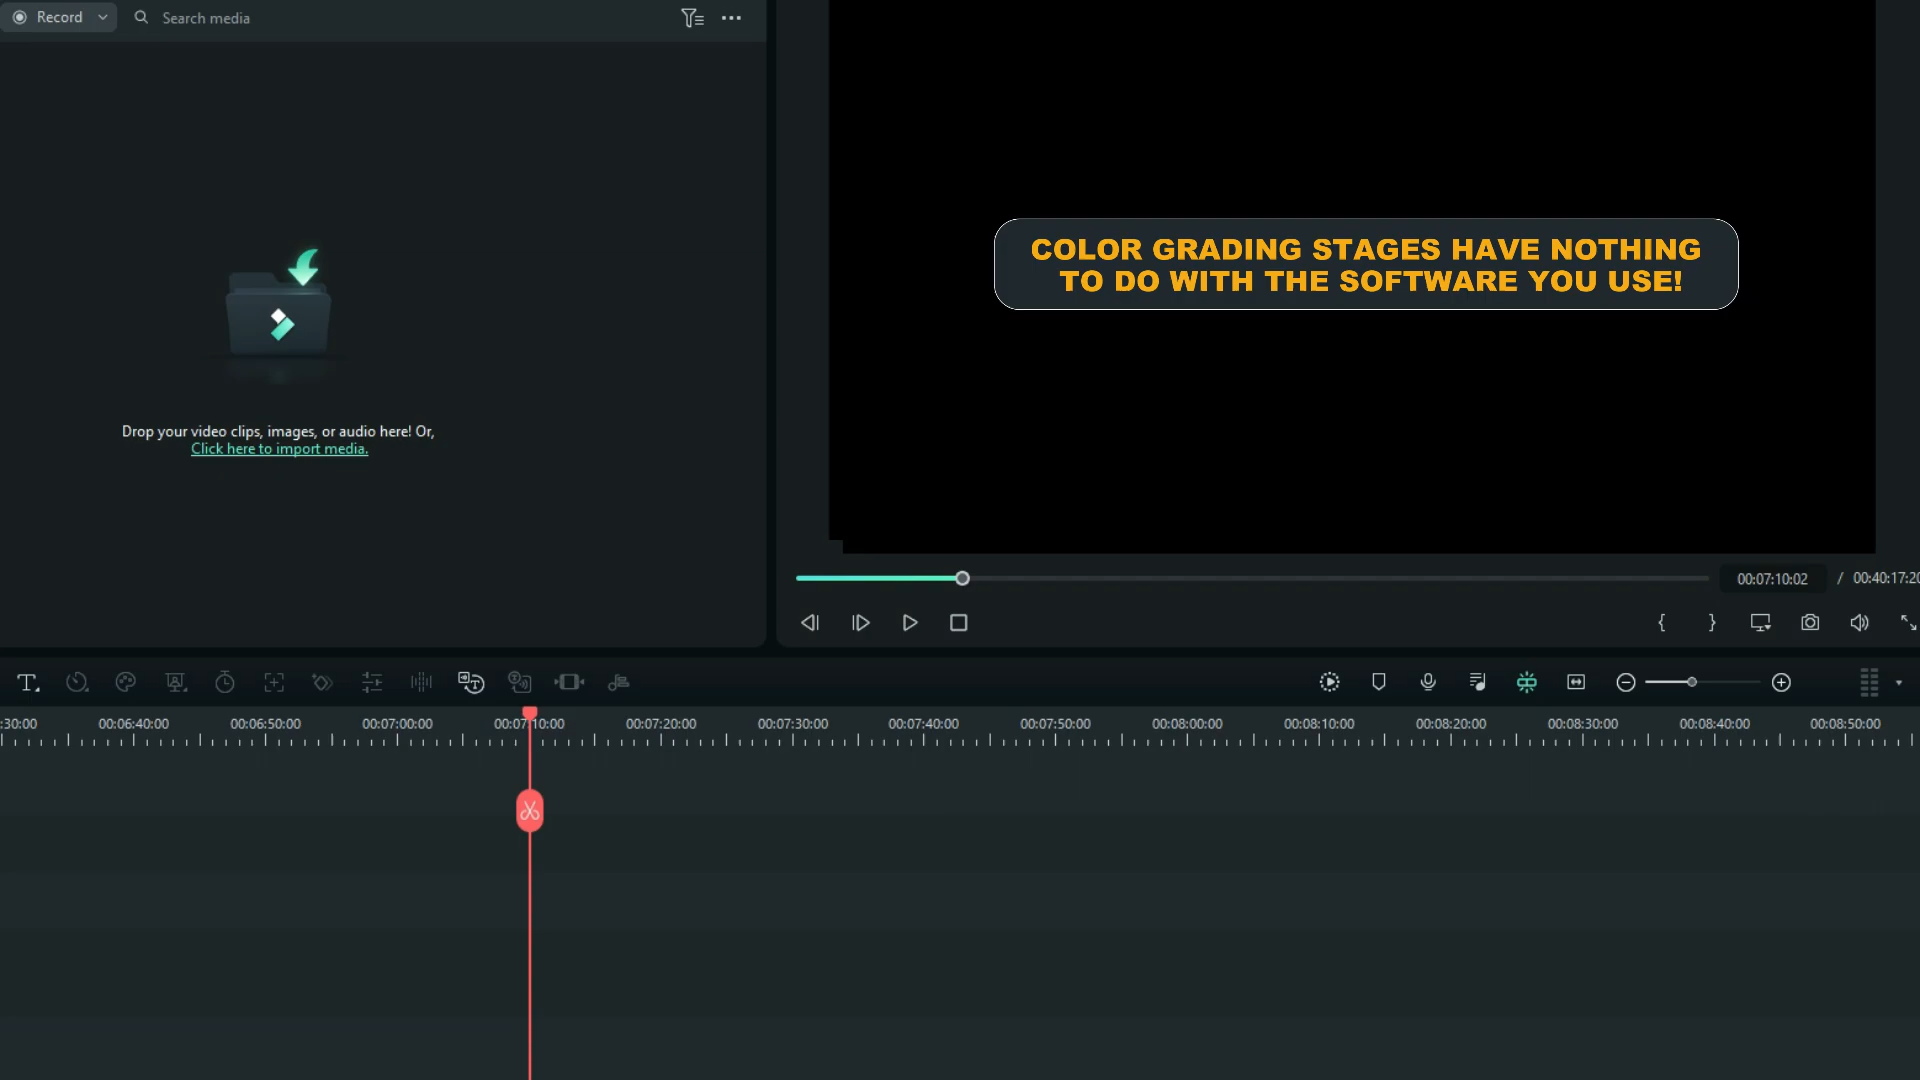 Record
Search media
COLOR GRADING STAGES HAVE NOTHING
TO DO WITH THE SOFTWARE YOU USE!
Drop your video clips, images, or audio here! Or,
Click here to import media.
00:07:10:02 / 00:40:17:20
:30:00 00:06:40:00 00:06:50:00 00:07:00:00 00:07:10:00 00:07:20:00 00:07:30:00 00:07:40:00 00:07:50:00 00:08:00:00 00:08:10:00 00:08:20:00 00:08:30:00 00:08:40:00 00:08:50:00